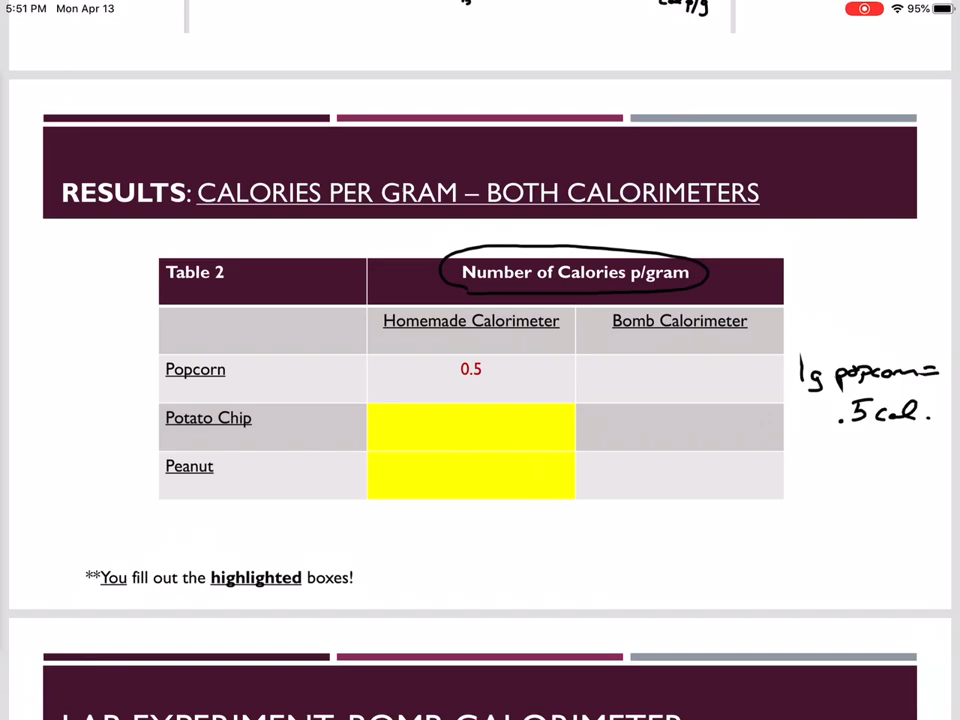 5:51 PM Mon Apr 13
95%
RESULTS: CALORIES PER GRAM – BOTH CALORIMETERS
Table 2
Number of Calories p/gram
Homemade Calorimeter
Bomb Calorimeter
Popcorn
0.5
1g popcorn =
.5 cal.
Potato Chip
Peanut
**You fill out the highlighted boxes!
LAB EXPERIMENT: BOMB CALORIMETER